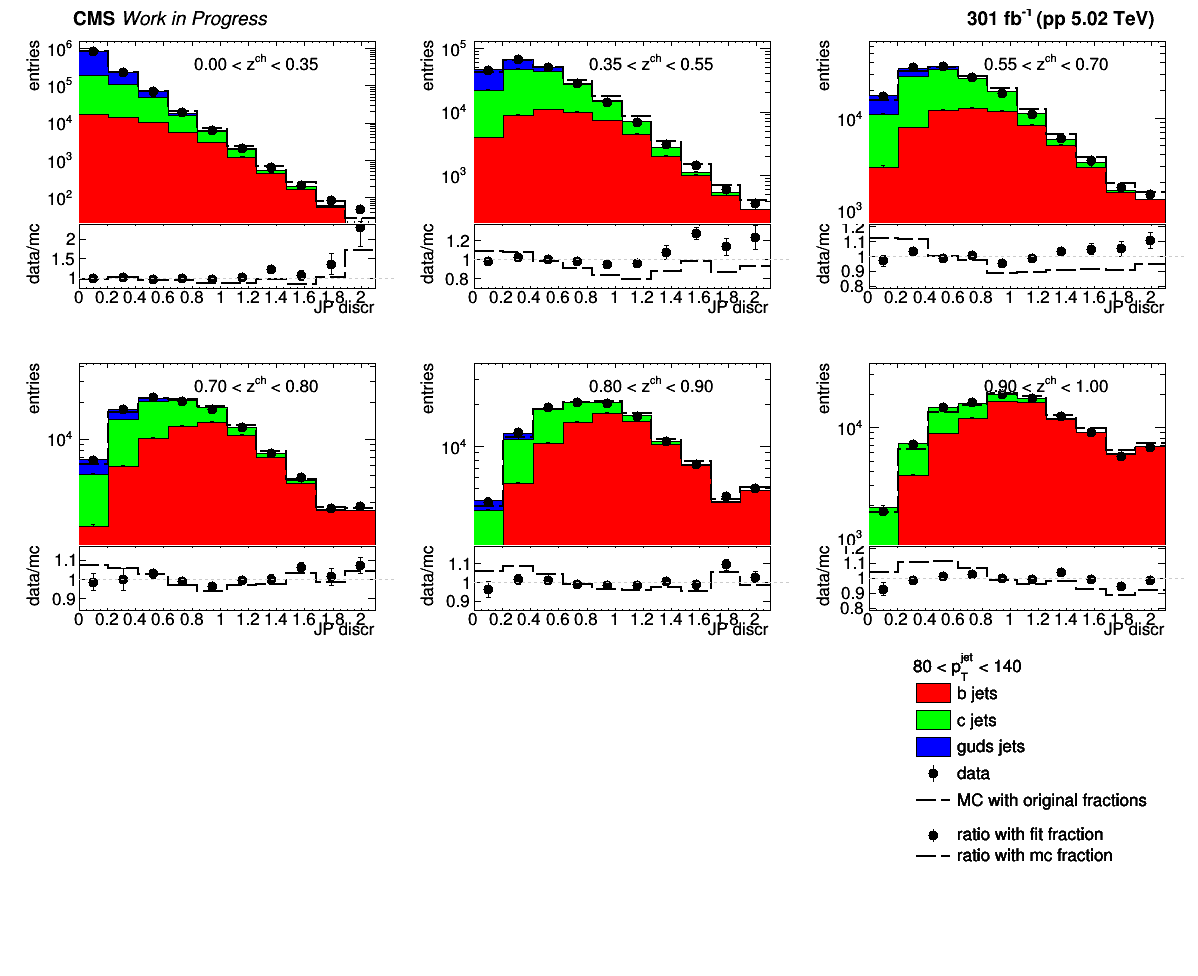 CMS Work in Progress
301 fb⁻¹ (pp 5.02 TeV)
entries
10⁶
10⁵
10⁴
10³
10²
0.00 < z^ch < 0.35
data/mc
2
1.5
1
0 0.2 0.4 0.6 0.8 1 1.2 1.4 1.6 1.8 2
JP discr
entries
10⁵
10⁴
10³
0.35 < z^ch < 0.55
data/mc
1.2
1
0.8
0 0.2 0.4 0.6 0.8 1 1.2 1.4 1.6 1.8 2
JP discr
entries
10⁴
10³
0.55 < z^ch < 0.70
data/mc
1.2
1.1
1
0.9
0.8
0 0.2 0.4 0.6 0.8 1 1.2 1.4 1.6 1.8 2
JP discr
entries
10⁴
0.70 < z^ch < 0.80
data/mc
1.1
1
0.9
0 0.2 0.4 0.6 0.8 1 1.2 1.4 1.6 1.8 2
JP discr
entries
10⁴
0.80 < z^ch < 0.90
data/mc
1.1
1
0.9
0 0.2 0.4 0.6 0.8 1 1.2 1.4 1.6 1.8 2
JP discr
entries
10⁴
10³
0.90 < z^ch < 1.00
data/mc
1.2
1.1
1
0.9
0.8
0 0.2 0.4 0.6 0.8 1 1.2 1.4 1.6 1.8 2
JP discr
80 < p_T^jet < 140
b jets
c jets
guds jets
data
MC with original fractions
ratio with fit fraction
ratio with mc fraction